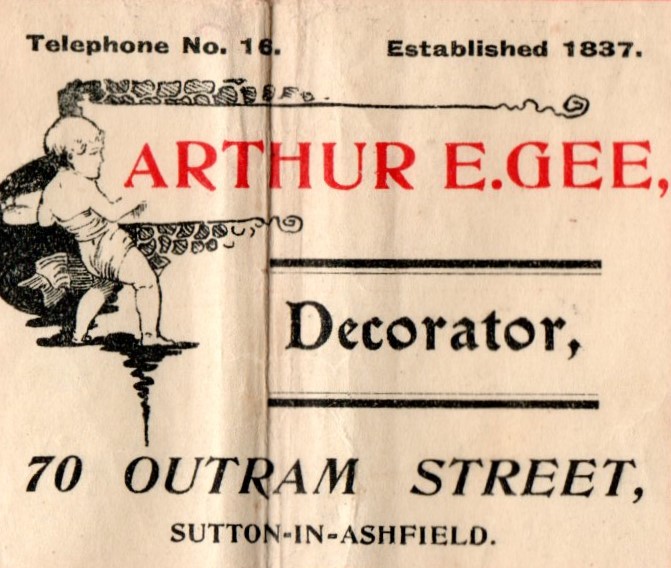 Telephone No. 16. Established 1837.
ARTHUR E. GEE,
Decorator,
70 OUTRAM STREET,
SUTTON-IN-ASHFIELD.